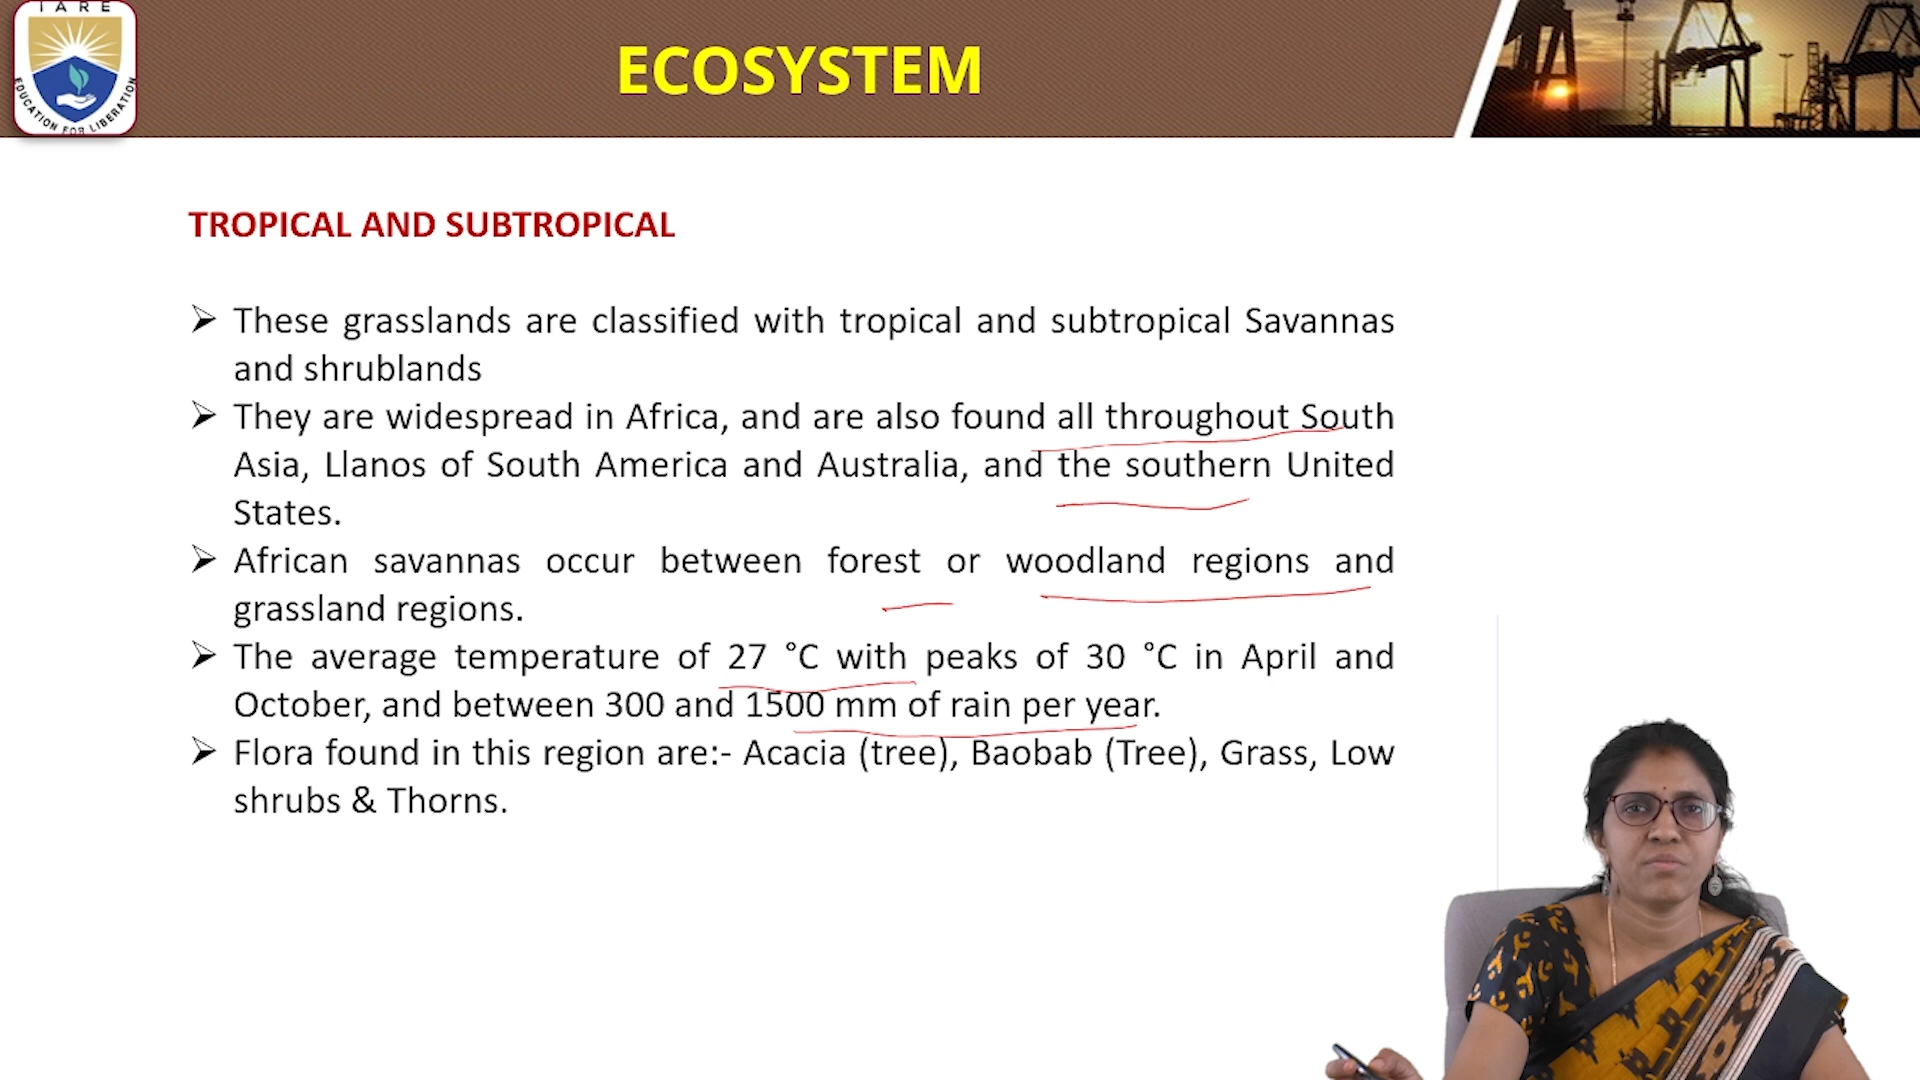 IARE
EDUCATION FOR LIBERATION
ECOSYSTEM
TROPICAL AND SUBTROPICAL
➢ These grasslands are classified with tropical and subtropical Savannas
and shrublands
➢ They are widespread in Africa, and are also found all throughout South
Asia, Llanos of South America and Australia, and the southern United
States.
➢ African savannas occur between forest or woodland regions and
grassland regions.
➢ The average temperature of 27 °C with peaks of 30 °C in April and
October, and between 300 and 1500 mm of rain per year.
➢ Flora found in this region are:- Acacia (tree), Baobab (Tree), Grass, Low
shrubs & Thorns.